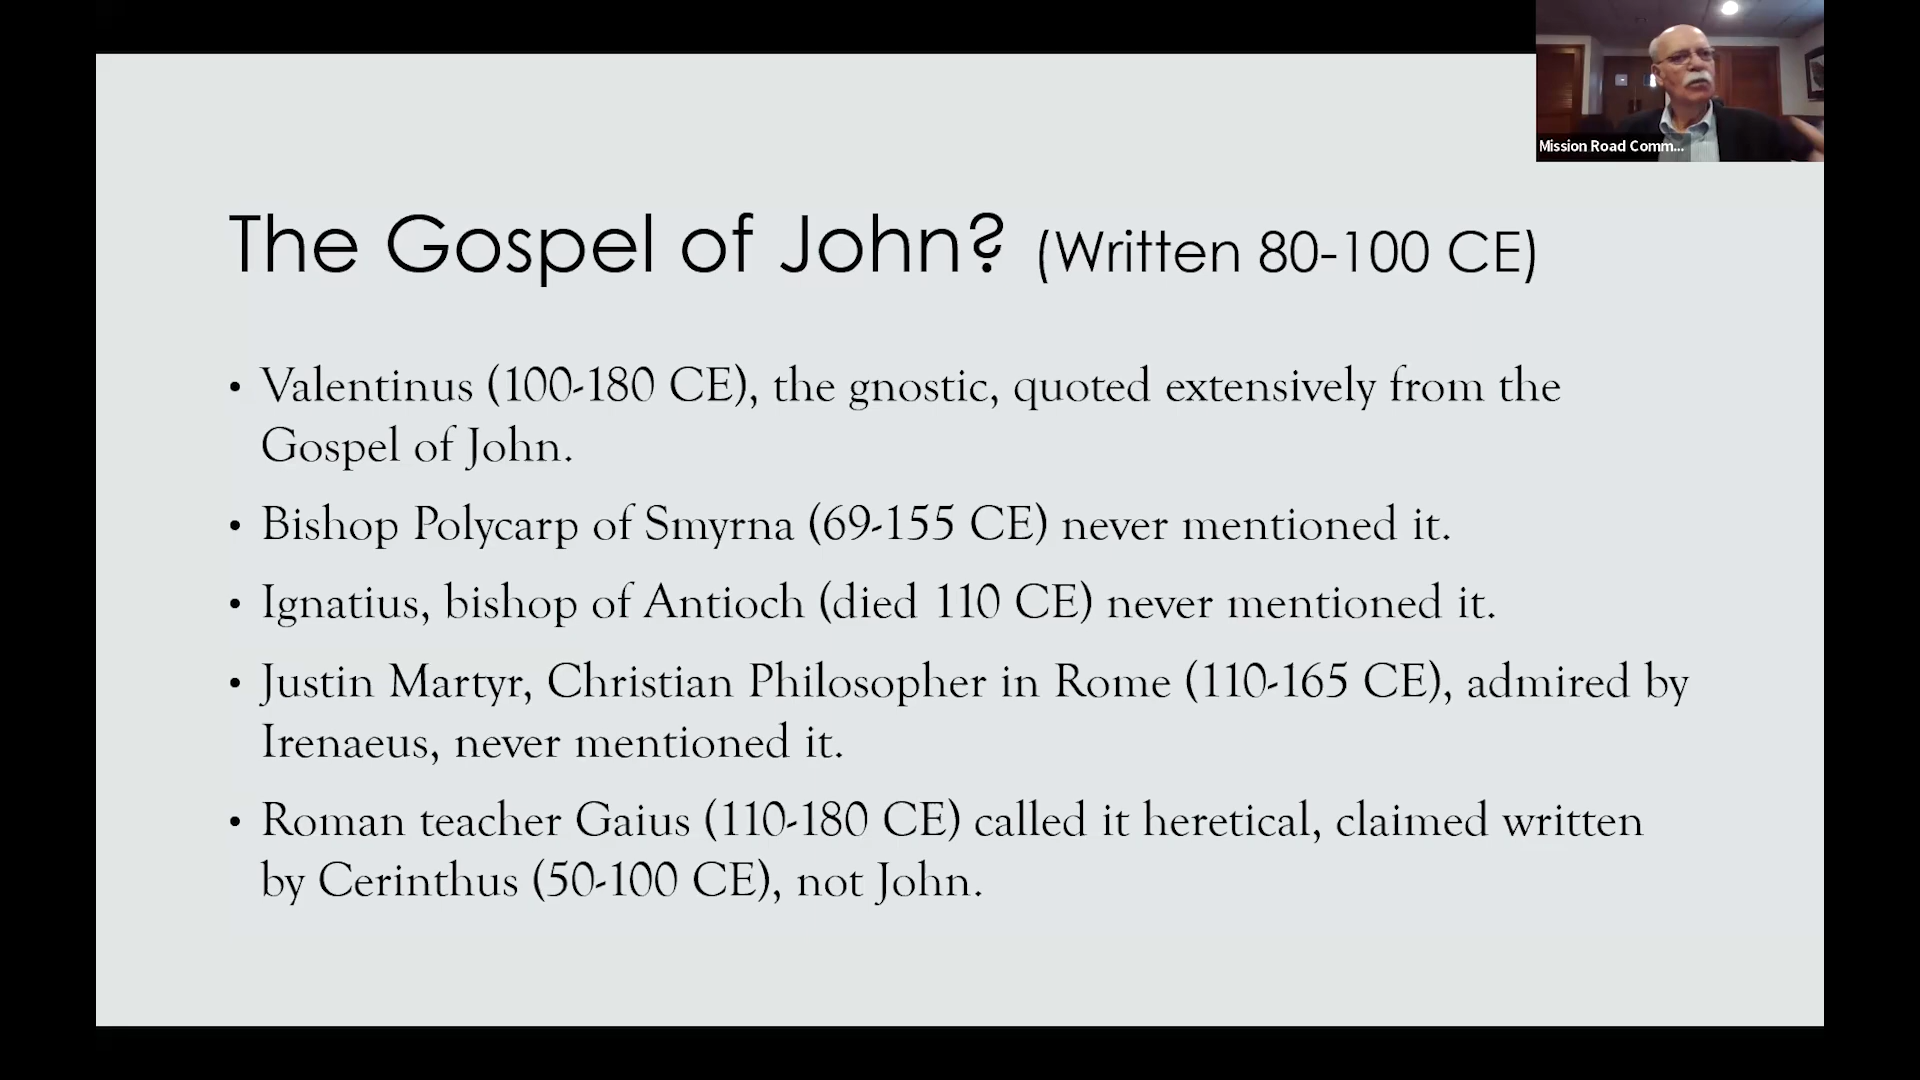 Mission Road Comm...
The Gospel of John? (Written 80-100 CE)
• Valentinus (100-180 CE), the gnostic, quoted extensively from the
Gospel of John.
• Bishop Polycarp of Smyrna (69-155 CE) never mentioned it.
• Ignatius, bishop of Antioch (died 110 CE) never mentioned it.
• Justin Martyr, Christian Philosopher in Rome (110-165 CE), admired by
Irenaeus, never mentioned it.
• Roman teacher Gaius (110-180 CE) called it heretical, claimed written
by Cerinthus (50-100 CE), not John.